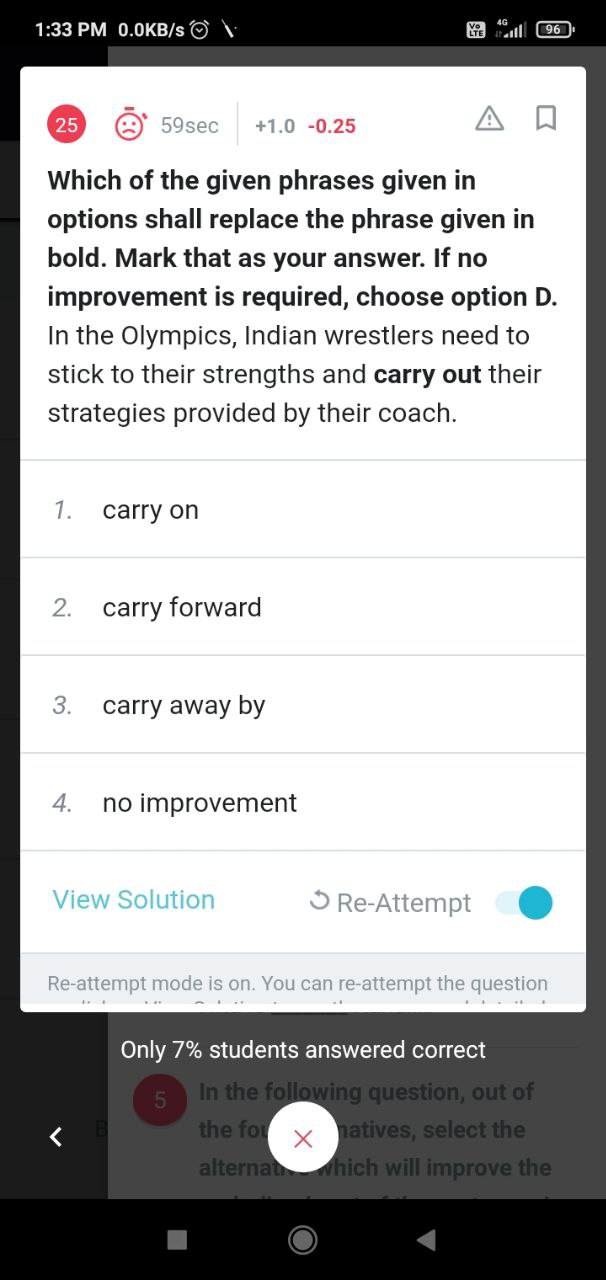 1:33 PM 0.0KB/s
Vo LTE 4G 96
25 59sec +1.0 -0.25
Which of the given phrases given in
options shall replace the phrase given in
bold. Mark that as your answer. If no
improvement is required, choose option D.
In the Olympics, Indian wrestlers need to
stick to their strengths and carry out their
strategies provided by their coach.
1. carry on
2. carry forward
3. carry away by
4. no improvement
View Solution Re-Attempt
Re-attempt mode is on. You can re-attempt the question
Only 7% students answered correct
5 In the following question, out of
B the fou natives, select the
alternati which will improve the